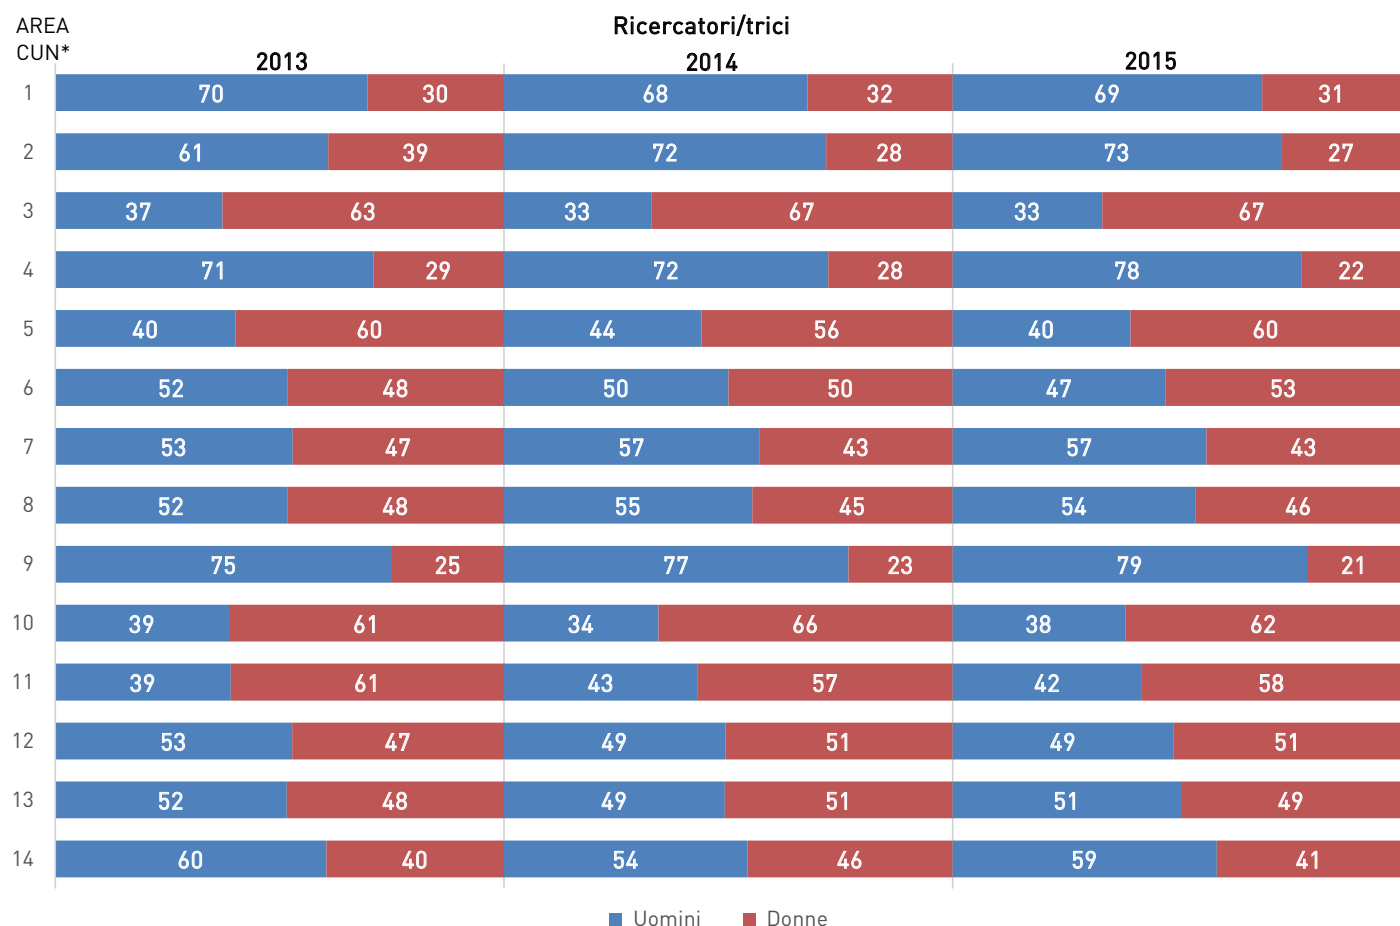 AREA
CUN*
Ricercatori/trici
2013 2014 2015
1 70 30 68 32 69 31
2 61 39 72 28 73 27
3 37 63 33 67 33 67
4 71 29 72 28 78 22
5 40 60 44 56 40 60
6 52 48 50 50 47 53
7 53 47 57 43 57 43
8 52 48 55 45 54 46
9 75 25 77 23 79 21
10 39 61 34 66 38 62
11 39 61 43 57 42 58
12 53 47 49 51 49 51
13 52 48 49 51 51 49
14 60 40 54 46 59 41
Uomini Donne